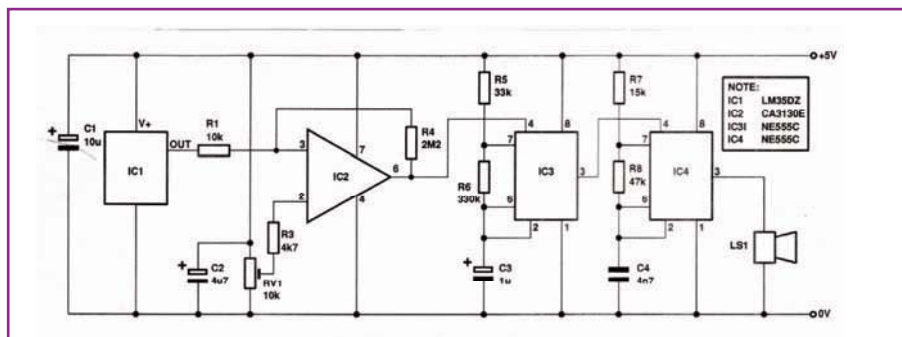 +5V
NOTE:
IC1 LM35DZ
IC2 CA3130E
IC3I NE555C
IC4 NE555C
C1
10u
V+
IC1
OUT
R1
10k
3
2
7
4
6
IC2
R4
2M2
R3
4k7
C2
4u7
RV1
10k
R5
33k
R6
330k
7
6
2
4
8
3
1
IC3
C3
1u
R7
15k
R8
47k
7
6
2
4
8
3
1
IC4
C4
4n7
LS1
0V